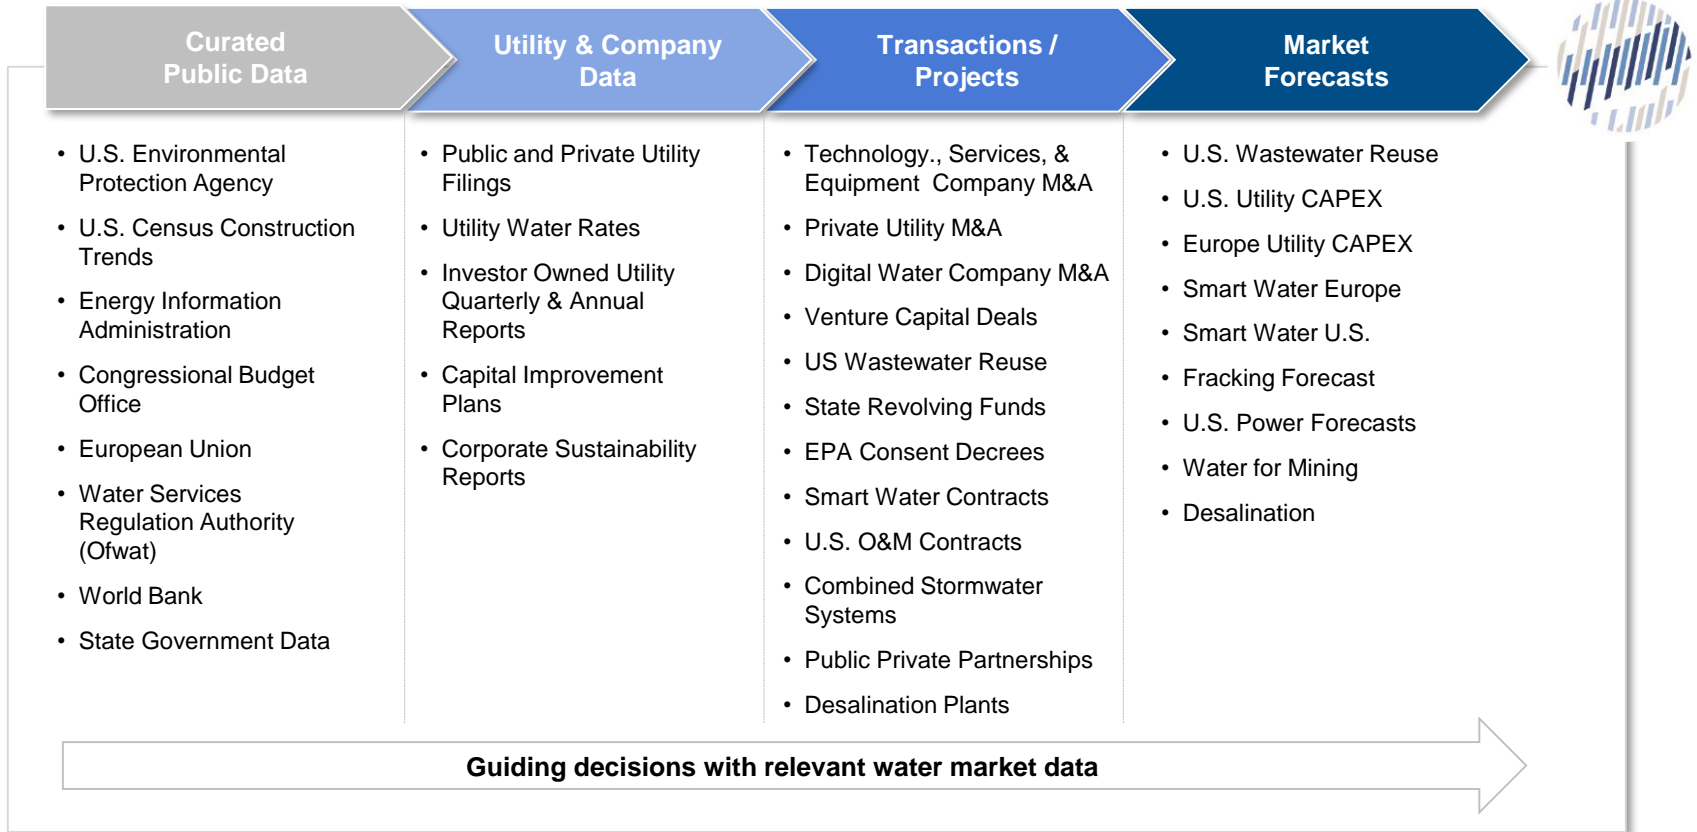 Curated
Public Data
Utility & Company
Data
Transactions /
Projects
Market
Forecasts
• U.S. Environmental
Protection Agency
• U.S. Census Construction
Trends
• Energy Information
Administration
• Congressional Budget
Office
• European Union
• Water Services
Regulation Authority
(Ofwat)
• World Bank
• State Government Data
• Public and Private Utility
Filings
• Utility Water Rates
• Investor Owned Utility
Quarterly & Annual
Reports
• Capital Improvement
Plans
• Corporate Sustainability
Reports
• Technology., Services, &
Equipment  Company M&A
• Private Utility M&A
• Digital Water Company M&A
• Venture Capital Deals
• US Wastewater Reuse
• State Revolving Funds
• EPA Consent Decrees
• Smart Water Contracts
• U.S. O&M Contracts
• Combined Stormwater
Systems
• Public Private Partnerships
• Desalination Plants
• U.S. Wastewater Reuse
• U.S. Utility CAPEX
• Europe Utility CAPEX
• Smart Water Europe
• Smart Water U.S.
• Fracking Forecast
• U.S. Power Forecasts
• Water for Mining
• Desalination
Guiding decisions with relevant water market data